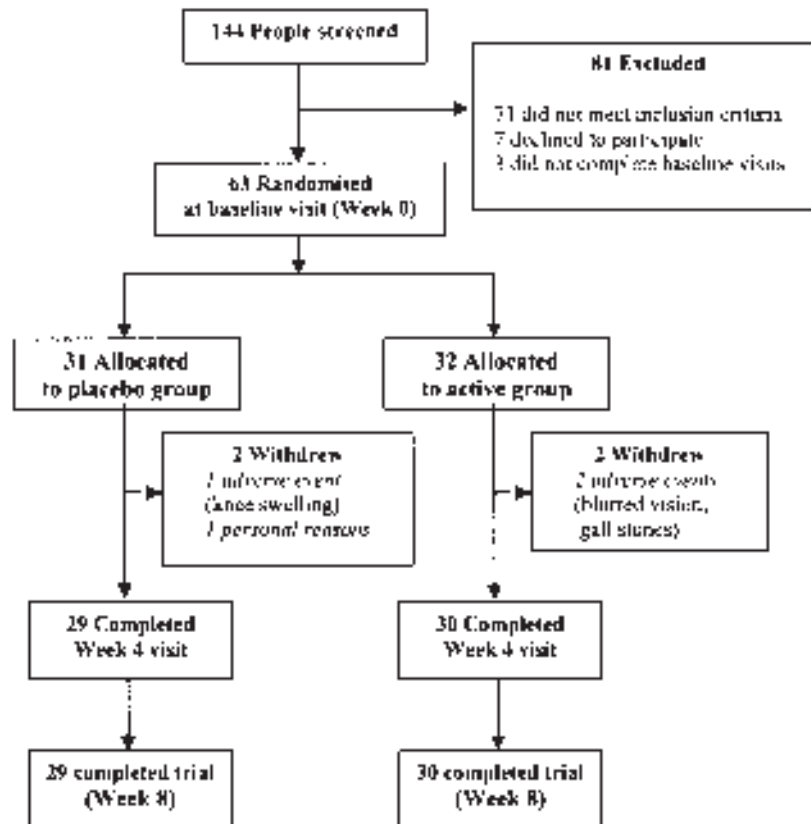 144 People screened
81 Excluded
71 did not meet inclusion criteria
7 declined to participate
3 did not complete baseline visits
63 Randomised
at baseline visit (Week 0)
31 Allocated
to placebo group
32 Allocated
to active group
2 Withdrew
1 adverse event
(knee swelling)
1 personal reasons
2 Withdrew
2 adverse events
(blurred vision,
gall stones)
29 Completed
Week 4 visit
30 Completed
Week 4 visit
29 completed trial
(Week 8)
30 completed trial
(Week 8)